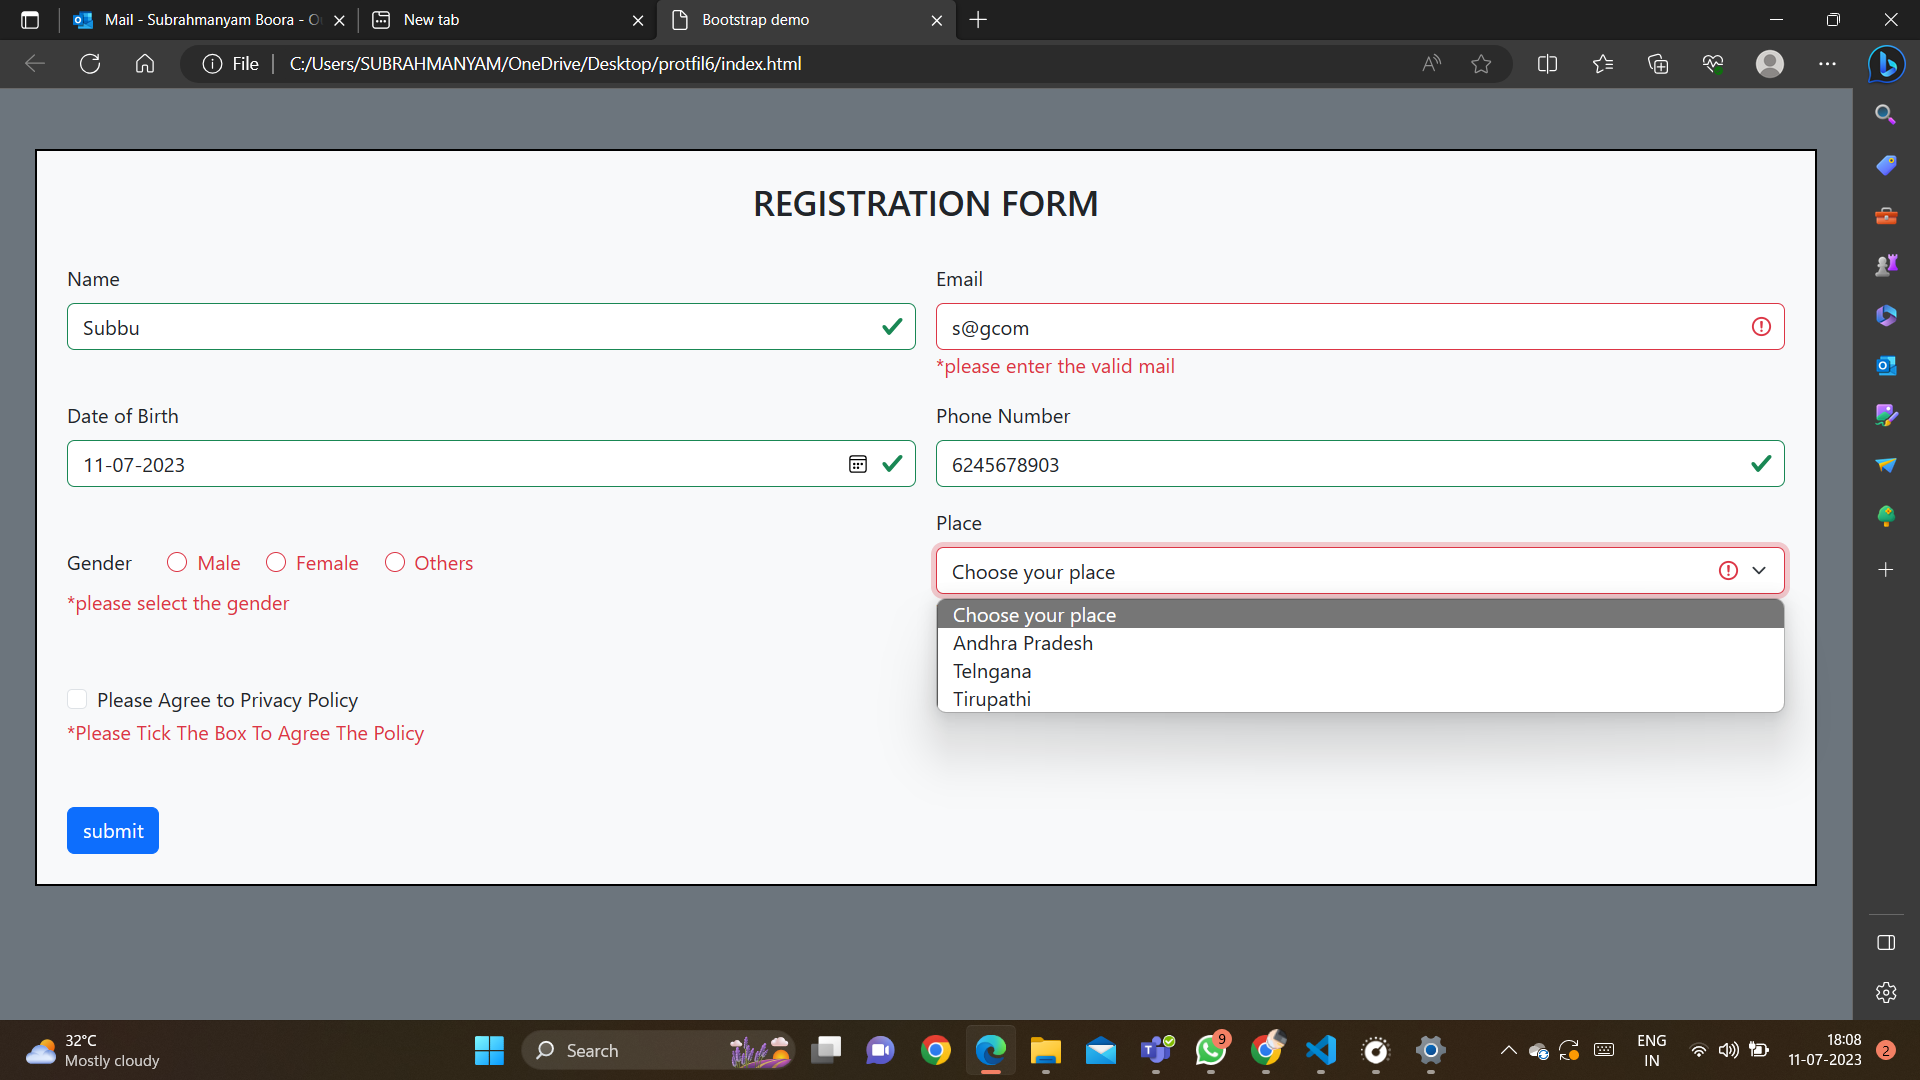 Mail - Subrahmanyam Boora - O
New tab
Bootstrap demo
File
C:/Users/SUBRAHMANYAM/OneDrive/Desktop/protfil6/index.html
REGISTRATION FORM
Name
Email
Subbu
s@gcom
*please enter the valid mail
Date of Birth
Phone Number
11-07-2023
6245678903
Place
Gender Male Female Others
Choose your place
*please select the gender
Choose your place
Andhra Pradesh
Telngana
Tirupathi
Please Agree to Privacy Policy
*Please Tick The Box To Agree The Policy
submit
32°C
Mostly cloudy
Search
9
ENG
IN
18:08
11-07-2023
2